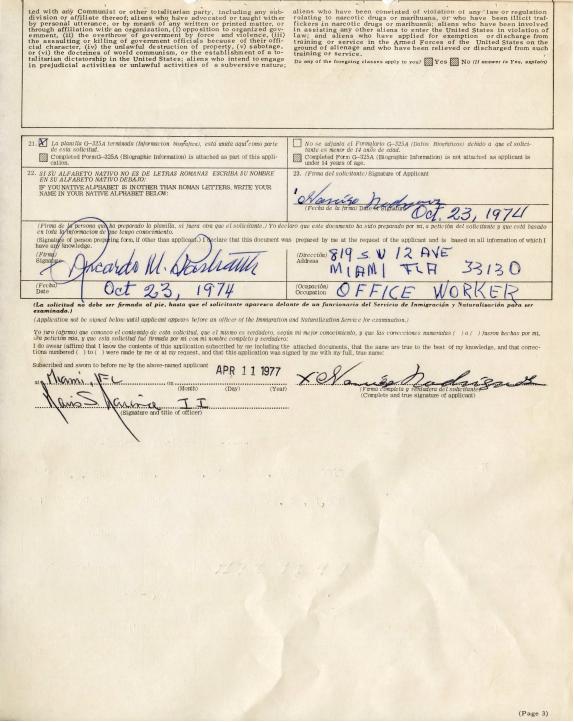 ted with any Communist or other totalitarian party, including any sub-
division or affiliate thereof; aliens who have advocated or taught either
by personal utterance, or by means of any written or printed matter, or
through affiliation with an organization, (i) opposition to organized gov-
ernment, (ii) the overthrow of government by force and violence, (iii)
the assaulting or killing of government officials because of their offi-
cial character, (iv) the unlawful destruction of property, (v) sabotage,
or (vi) the doctrines of world communism, or the establishment of a to-
talitarian dictatorship in the United States; aliens who intend to engage
in prejudicial activities or unlawful activities of a subversive nature;
aliens who have been convicted of violation of any law or regulation
relating to narcotic drugs or marihuana, or who have been illicit traf-
fickers in narcotic drugs or marihuana; aliens who have been involved
in assisting any other aliens to enter the United States in violation of
law; and aliens who have applied for exemption or discharge from
training or service in the Armed Forces of the United States on the
ground of alienage and who have been relieved or discharged from such
training or service.
Do any of the foregoing classes apply to you? Yes No (If answer is Yes, explain)
21. X La planilla G-325A terminada (Informacion Biografica), está unida aquí como parte
de esta solicitud.
Completed Form G-325A (Biographic Information) is attached as part of this appli-
cation.
No se adjunta el Formulario G-325A (Datos Biograficos) debido a que el solici-
tante es menor de 14 años de edad.
Completed Form G-325A (Biographic Information) is not attached as applicant is
under 14 years of age.
22. SI SU ALFABETO NATIVO NO ES DE LETRAS ROMANAS ESCRIBA SU NOMBRE
EN SU ALFABETO NATIVO DEBAJO:
IF YOUR NATIVE ALPHABET IS IN OTHER THAN ROMAN LETTERS, WRITE YOUR
NAME IN YOUR NATIVE ALPHABET BELOW:
23. (Firma del solicitante) Signature of Applicant
(Fecha de la firma) Date of Signature Oct. 23, 1974
(Firma de la persona que ha preparado la planilla, si fuera otra que el solicitante.) Yo declaro que este documento ha sido preparado por mi, a petición del solicitante y que está basado
en toda la informacion de que tengo conocimiento.
(Signature of person preparing form, if other than applicant.) I declare that this document was prepared by me at the request of the applicant and is based on all information of which I
have any knowledge.
(Firma)
Signature
(Dirección) 819 SW 12 AVE
Address MIAMI FLA 33130
(Fecha)
Date Oct 23, 1974
(Ocupación)
Occupation OFFICE WORKER
(La solicitud no debe ser firmada al pie, hasta que el solicitante aparezca delante de un funcionario del Servicio de Inmigración y Naturalización para ser
examinado.)
(Application not be signed below until applicant appears before an officer of the Immigration and Naturalization Service for examination.)
Yo juro (afirmo) que conozco el contenido de esta solicitud, que el mismo es verdadero, según mi mejor conocimiento, y que las correcciones numeradas ( ) a ( ) fueron hechas por mi,
o a petición mia, y que esta solicitud fué firmada por mi con mi nombre completo y verdadero:
I do swear (affirm) that I know the contents of this application subscribed by me including the attached documents, that the same are true to the best of my knowledge, and that correc-
tions numbered ( ) to ( ) were made by me or at my request, and that this application was signed by me with my full, true name:
Subscribed and sworn to before me by the above-named applicant
at Miami, FL on APR 11 1977
(Month) (Day) (Year)
(Signature and title of officer)
X
(Firma completa y verdadera del solicitante)
(Complete and true signature of applicant)
(Page 3)